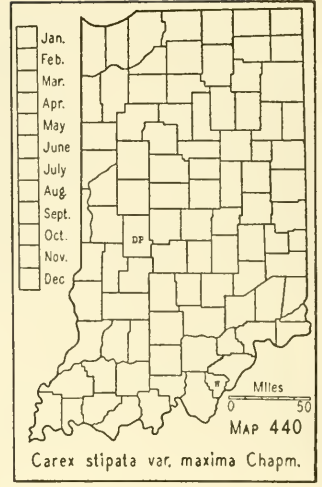 Jan.
Feb.
Mar.
Apr.
May
June
July
Aug.
Sept.
Oct.
Nov.
Dec
DP
W
Miles
0 50
MAP 440
Carex stipata var. maxima Chapm.